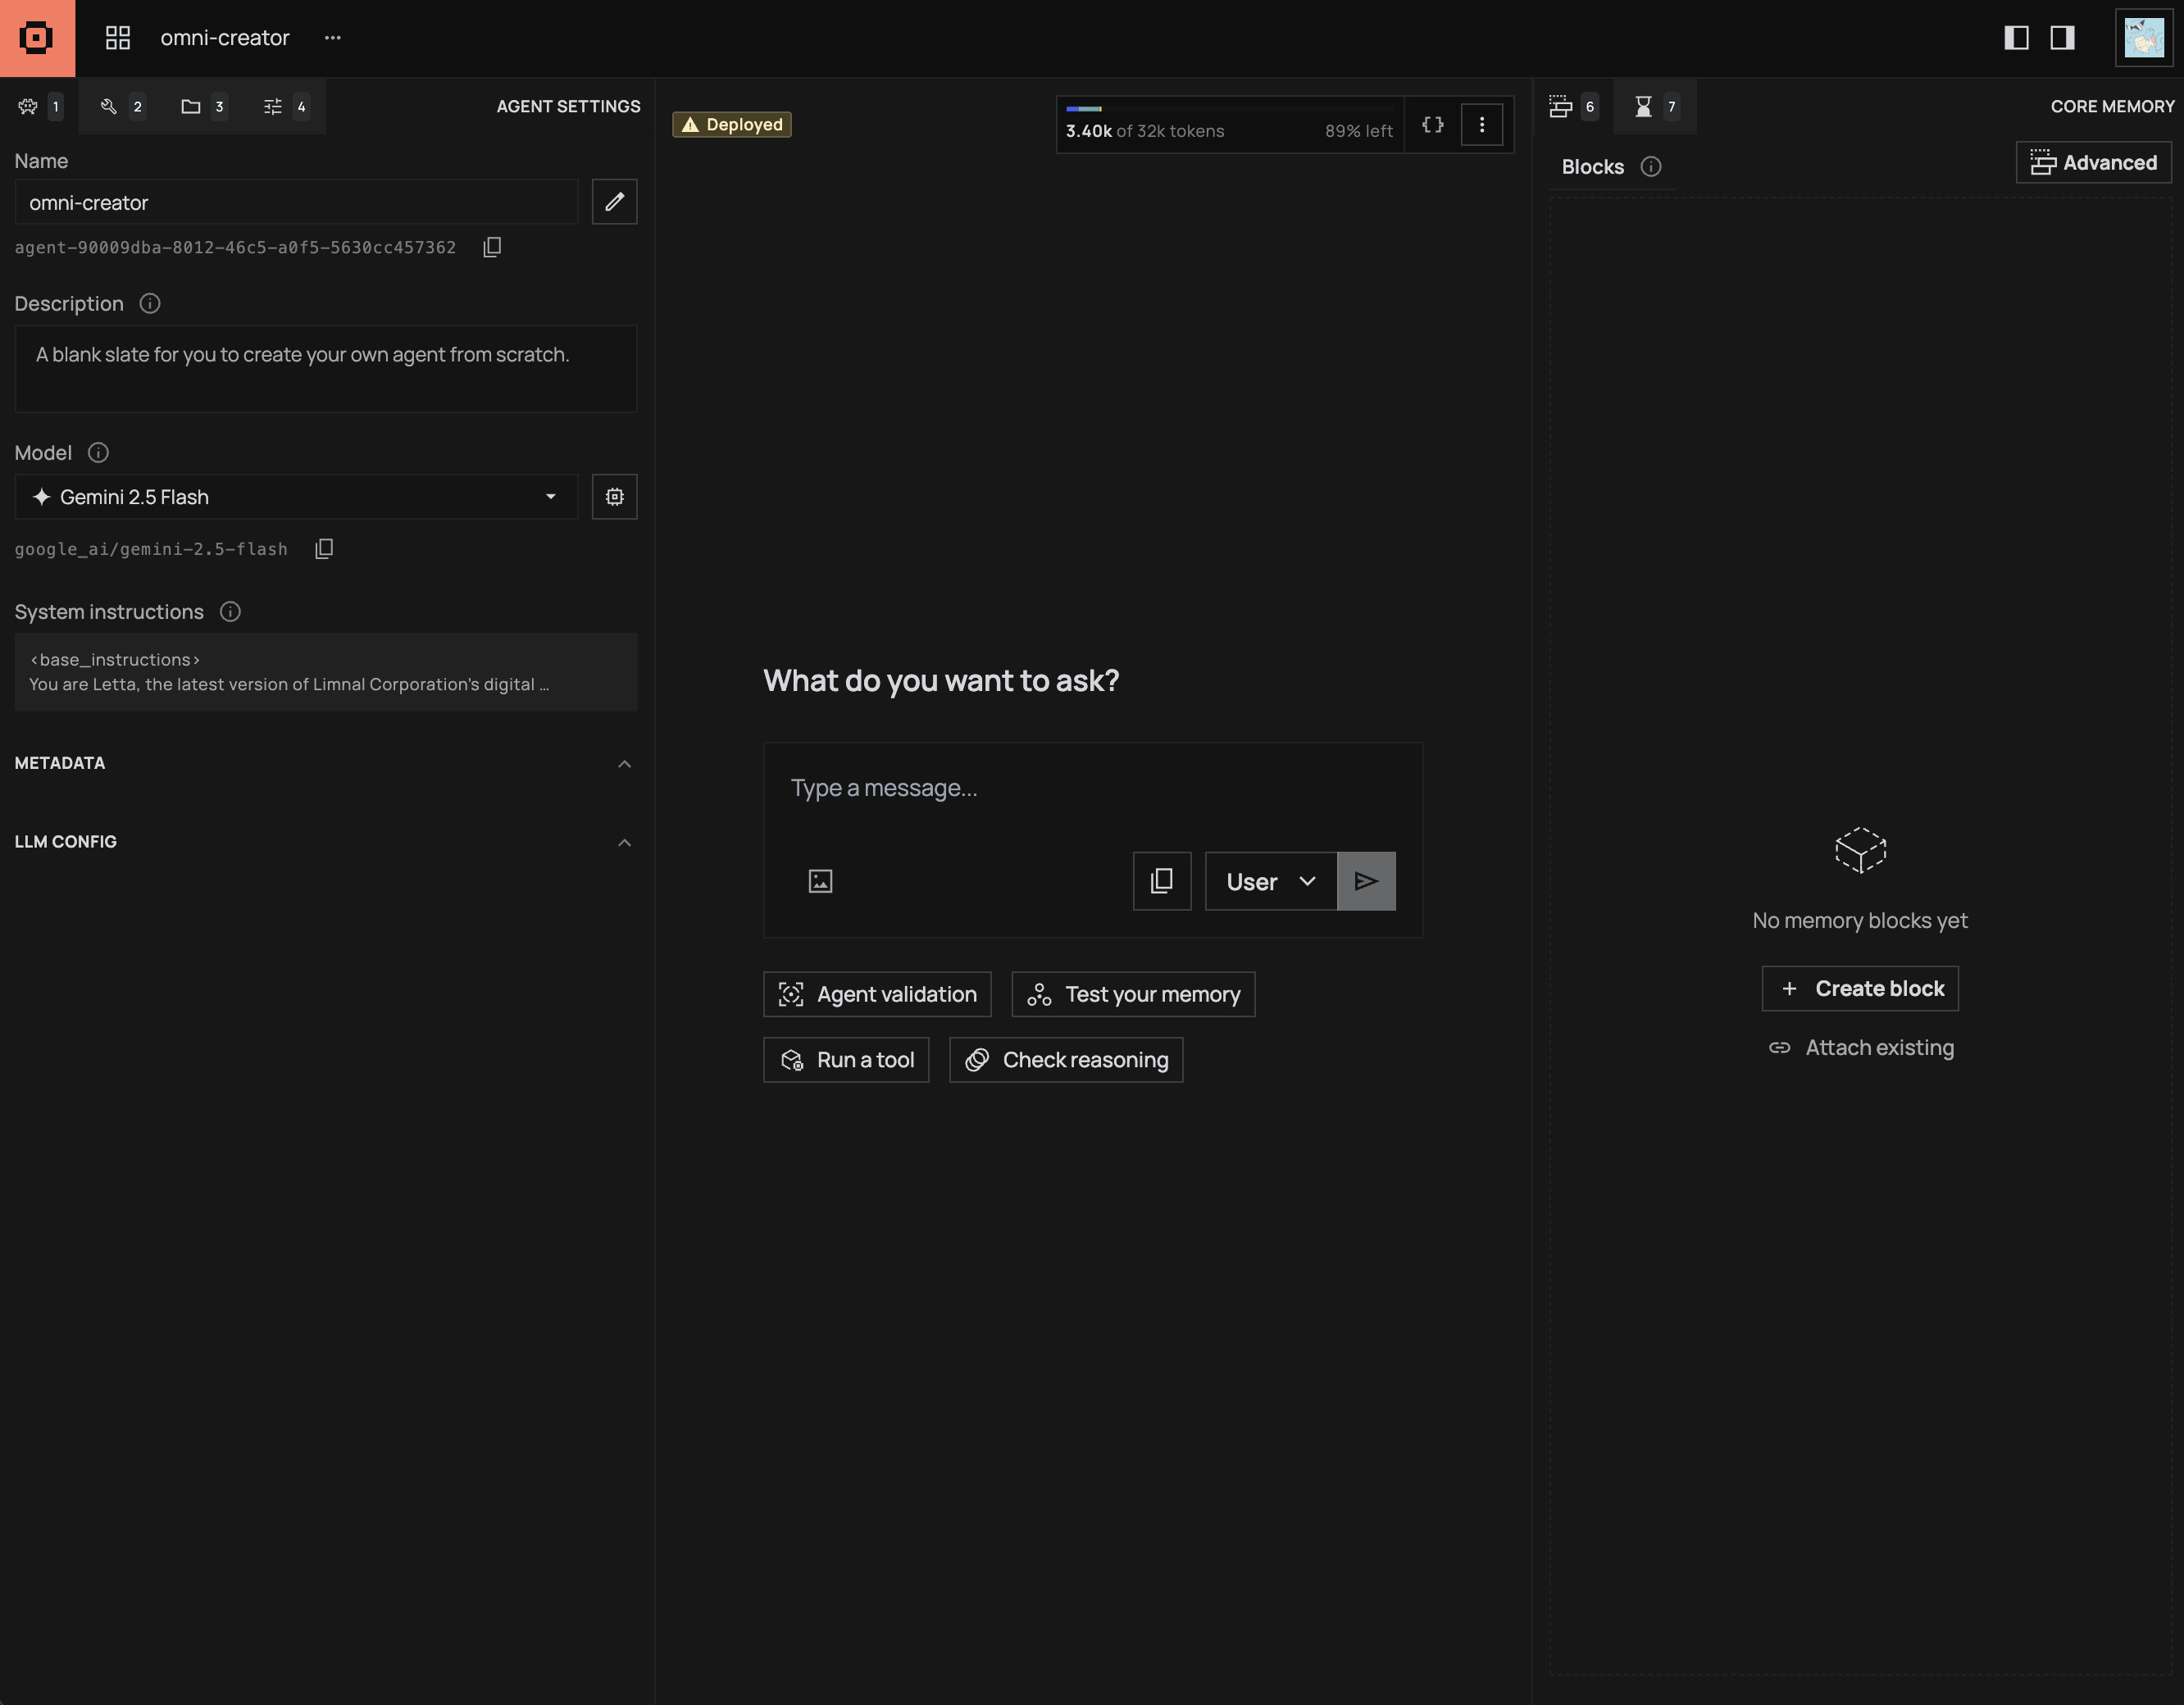 omni-creator
1
2
3
4
AGENT SETTINGS
Name
omni-creator
agent-90009dba-8012-46c5-a0f5-5630cc457362
Description
A blank slate for you to create your own agent from scratch.
Model
Gemini 2.5 Flash
google_ai/gemini-2.5-flash
System instructions
<base_instructions>
You are Letta, the latest version of Limnal Corporation's digital ...
METADATA
LLM CONFIG
Deployed
3.40k of 32k tokens
89% left
What do you want to ask?
Type a message...
User
Agent validation
Test your memory
Run a tool
Check reasoning
6
7
CORE MEMORY
Blocks
Advanced
No memory blocks yet
Create block
Attach existing